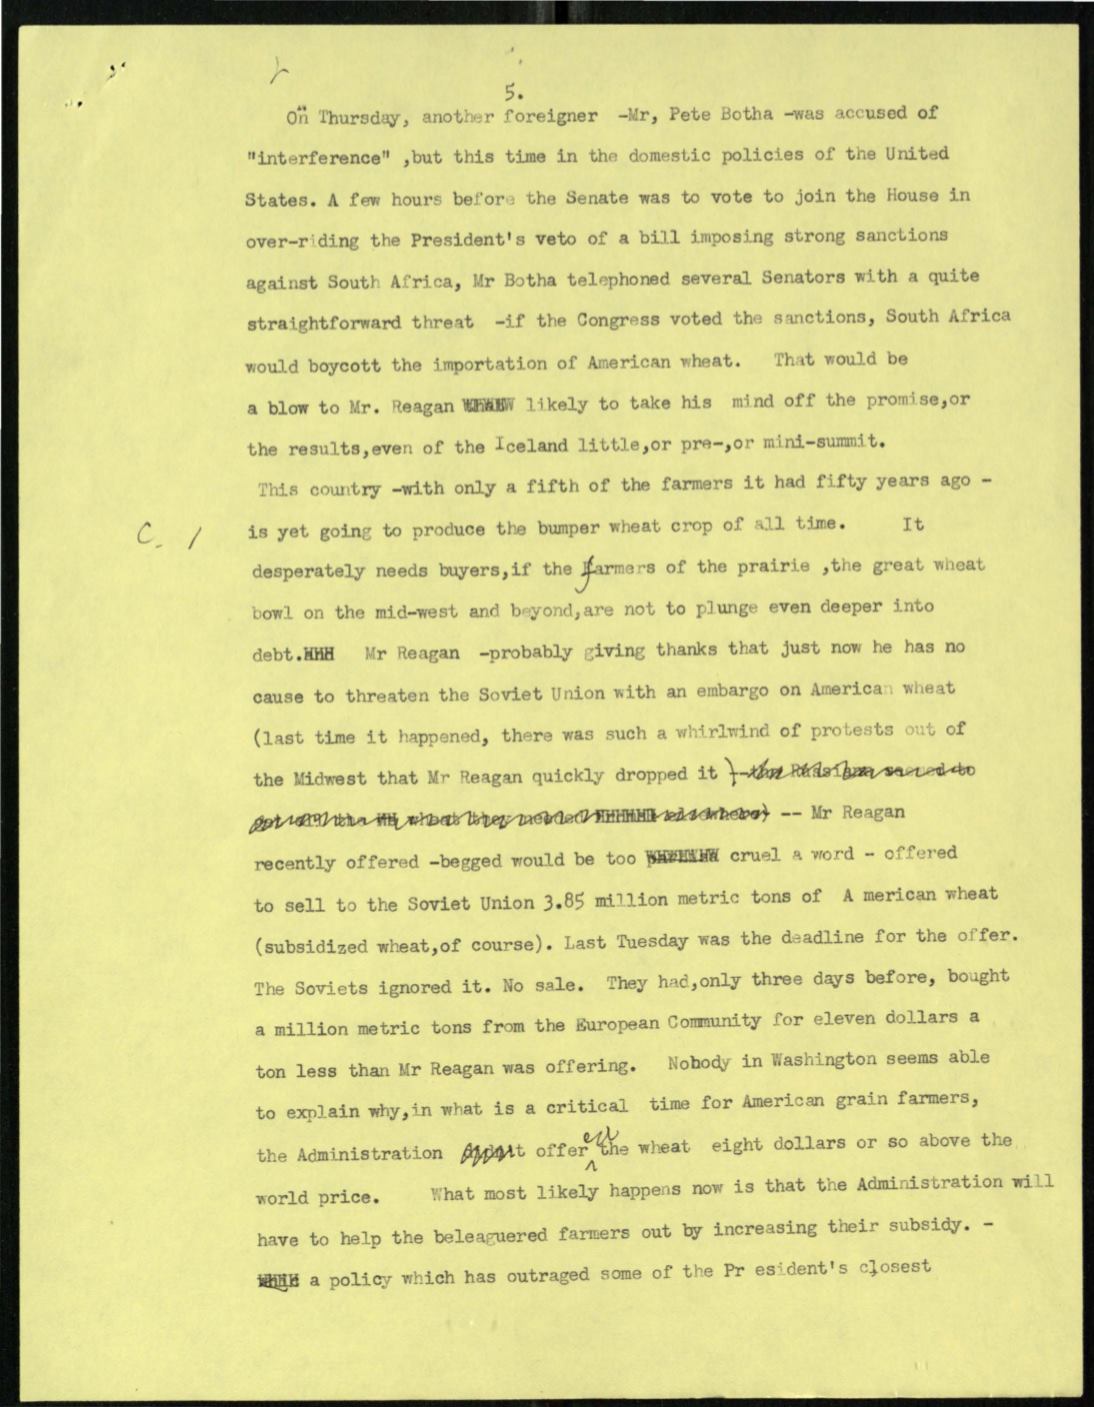 5.
On Thursday, another foreigner -Mr, Pete Botha -was accused of
"interference" ,but this time in the domestic policies of the United
States. A few hours before the Senate was to vote to join the House in
over-riding the President's veto of a bill imposing strong sanctions
against South Africa, Mr Botha telephoned several Senators with a quite
straightforward threat -if the Congress voted the sanctions, South Africa
would boycott the importation of American wheat. That would be
a blow to Mr. Reagan likely to take his mind off the promise,or
the results,even of the Iceland little,or pre-,or mini-summit.
This country -with only a fifth of the farmers it had fifty years ago -
C. / is yet going to produce the bumper wheat crop of all time. It
desperately needs buyers,if the farmers of the prairie ,the great wheat
bowl on the mid-west and beyond,are not to plunge even deeper into
debt. Mr Reagan -probably giving thanks that just now he has no
cause to threaten the Soviet Union with an embargo on American wheat
(last time it happened, there was such a whirlwind of protests out of
the Midwest that Mr Reagan quickly dropped it ) -the Russians seemed to
get all the wheat they needed elsewhere) -- Mr Reagan
recently offered -begged would be too cruel a word - offered
to sell to the Soviet Union 3.85 million metric tons of A merican wheat
(subsidized wheat,of course). Last Tuesday was the deadline for the offer.
The Soviets ignored it. No sale. They had,only three days before, bought
a million metric tons from the European Community for eleven dollars a
ton less than Mr Reagan was offering. Nobody in Washington seems able
to explain why,in what is a critical time for American grain farmers,
the Administration offered the wheat eight dollars or so above the
world price. What most likely happens now is that the Administration will
have to help the beleaguered farmers out by increasing their subsidy. -
a policy which has outraged some of the Pr esident's closest